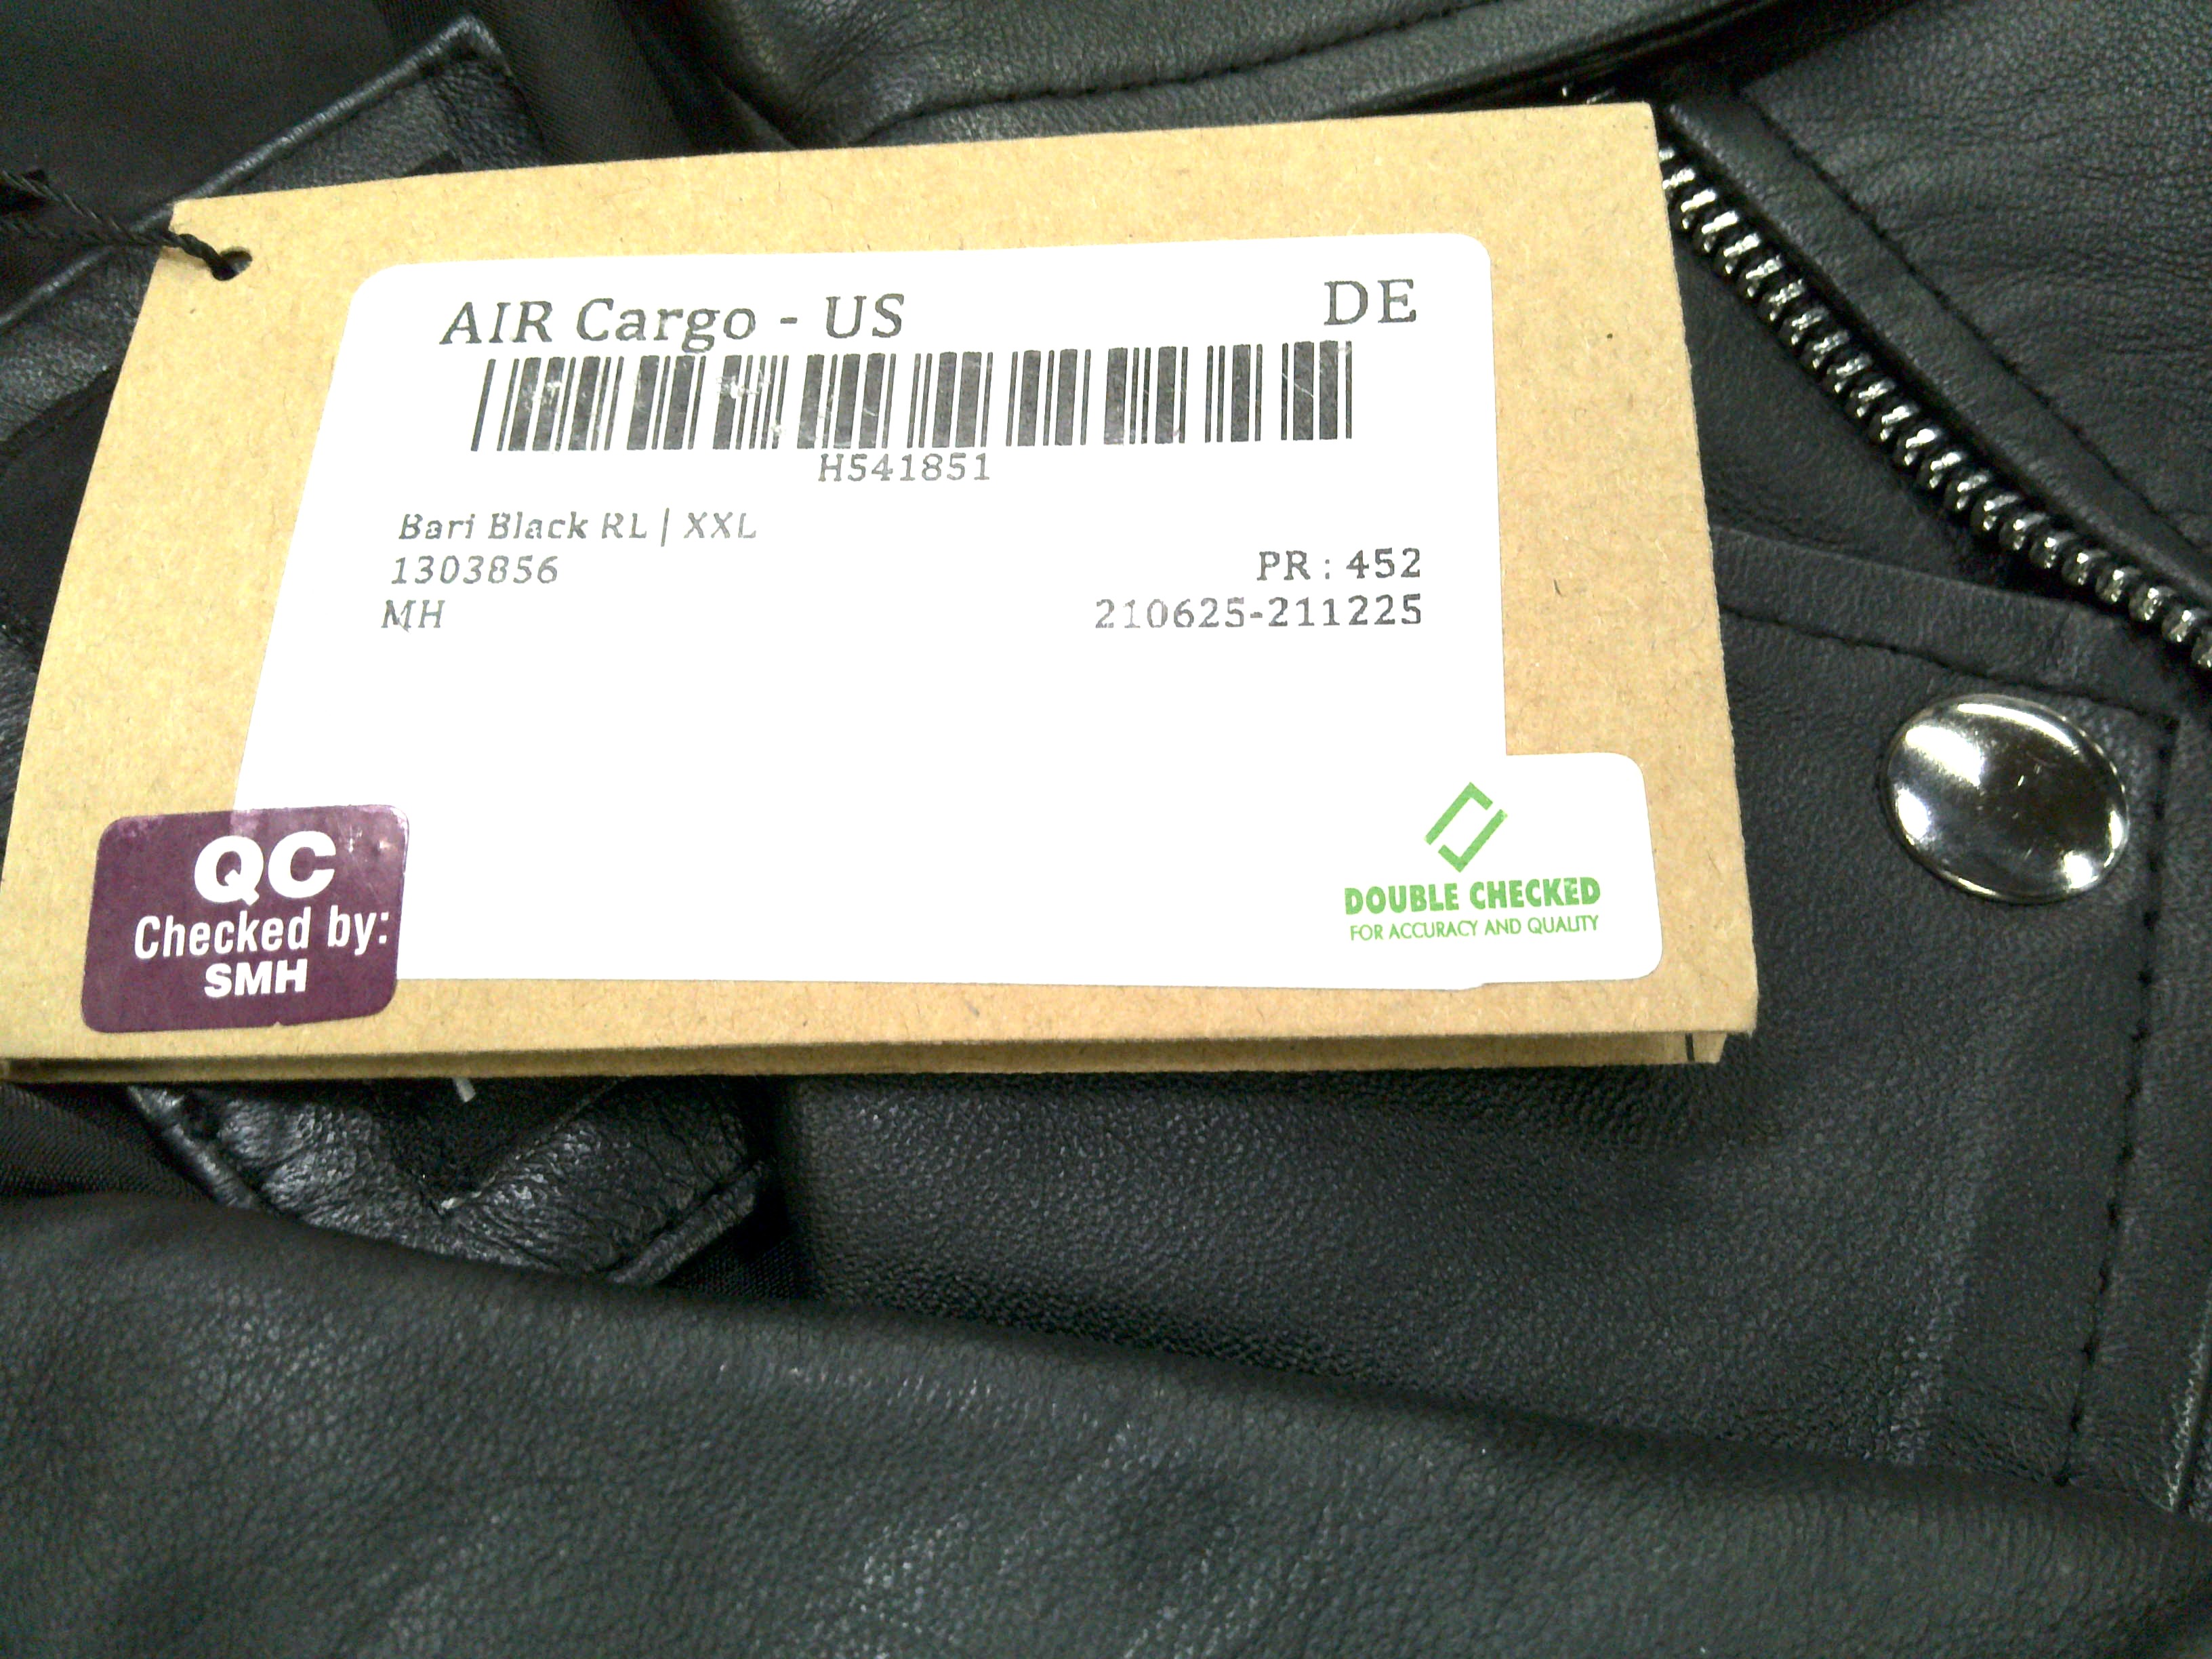 AIR Cargo - US
DE
H541851
Bari Black RL | XXL
1303856
PR : 452
MH
210625-211225
QC
Checked by:
SMH
DOUBLE CHECKED
FOR ACCURACY AND QUALITY